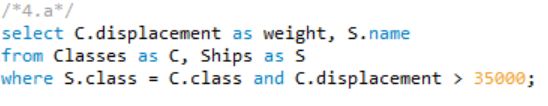 /*4.a*/
select C.displacement as weight, S.name
from Classes as C, Ships as S
where S.class = C.class and C.displacement > 35000;